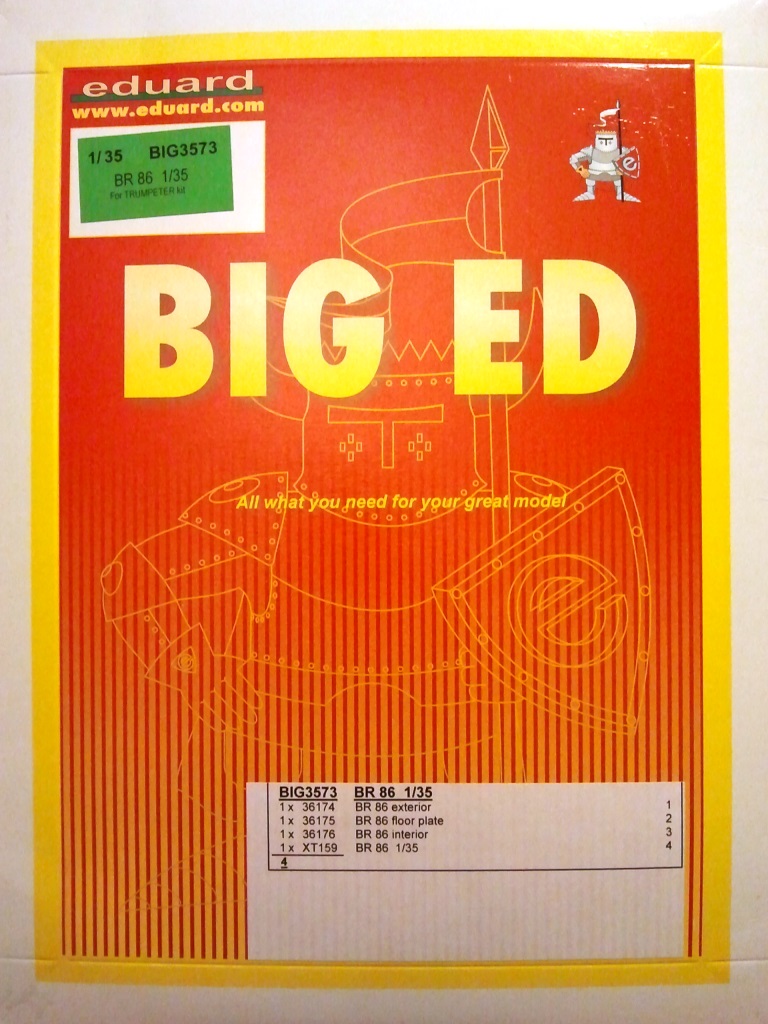 eduard
www.eduard.com
1/35 BIG3573
BR 86 1/35
For TRUMPETER kit
e
BIG ED
All what you need for your great model
e
BIG3573 BR 86 1/35
1 x 36174 BR 86 exterior 1
1 x 36175 BR 86 floor plate 2
1 x 36176 BR 86 interior 3
1 x XT159 BR 86 1/35 4
4